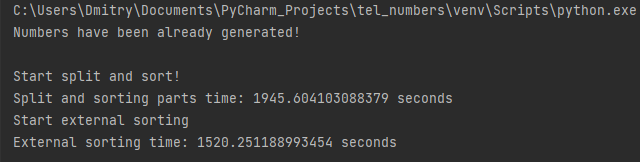 C:\Users\Dmitry\Documents\PyCharm_Projects\tel_numbers\venv\Scripts\python.exe
Numbers have been already generated!
Start split and sort!
Split and sorting parts time: 1945.604103088379 seconds
Start external sorting
External sorting time: 1520.251188993454 seconds